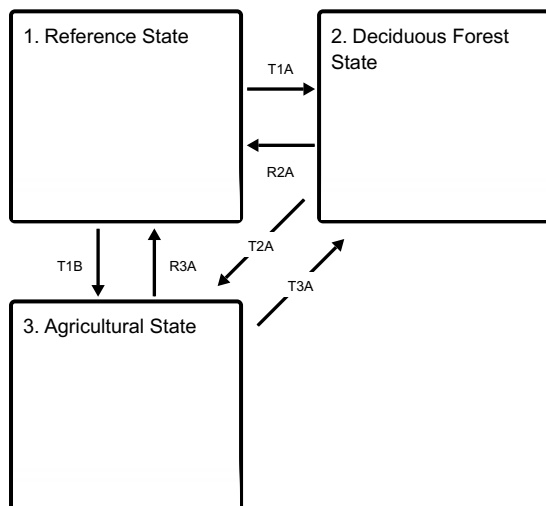 1. Reference State
2. Deciduous Forest
State
T1A
R2A
T2A
T1B
R3A
T3A
3. Agricultural State